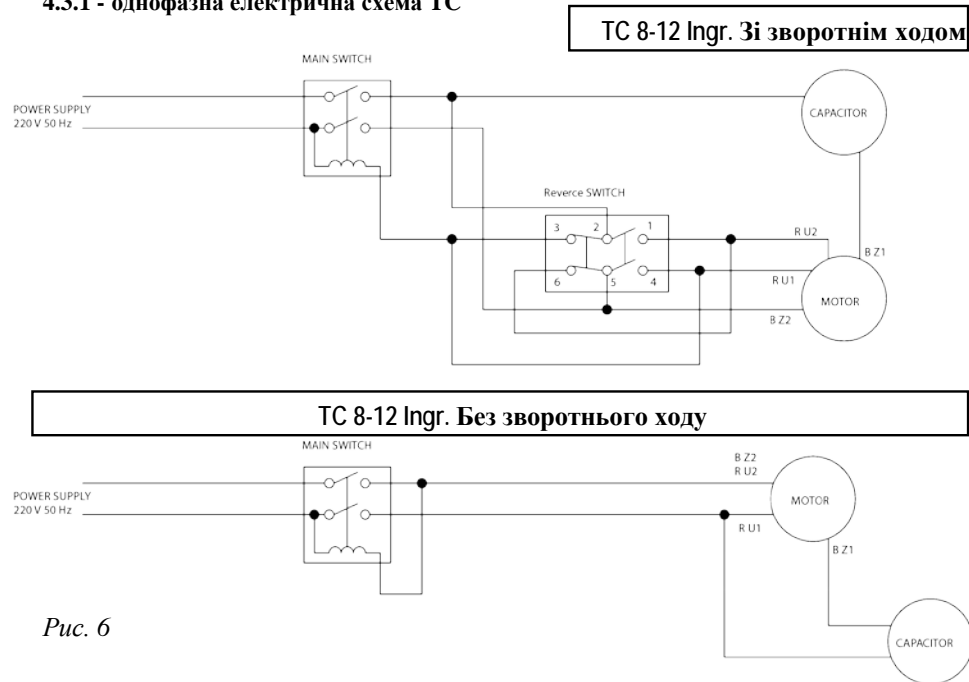 4.3.1 - однофазна електрична схема TC
TC 8-12 Ingr. Зі зворотнім ходом
MAIN SWITCH
POWER SUPPLY
220 V 50 Hz
CAPACITOR
Reverce SWITCH
3 2 1
6 5 4
R U2
B Z1
R U1
MOTOR
B Z2
TC 8-12 Ingr. Без зворотнього ходу
MAIN SWITCH
POWER SUPPLY
220 V 50 Hz
B Z2
R U2
MOTOR
R U1
B Z1
CAPACITOR
Рис. 6